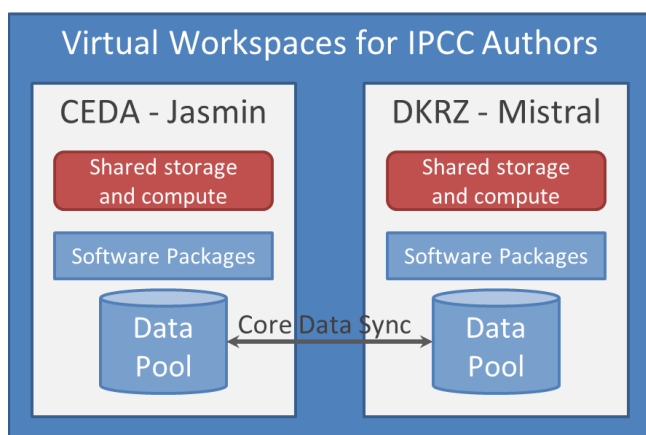 Virtual Workspaces for IPCC Authors
CEDA - Jasmin
Shared storage
and compute
Software Packages
Data
Pool
Core Data Sync
DKRZ - Mistral
Shared storage
and compute
Software Packages
Data
Pool